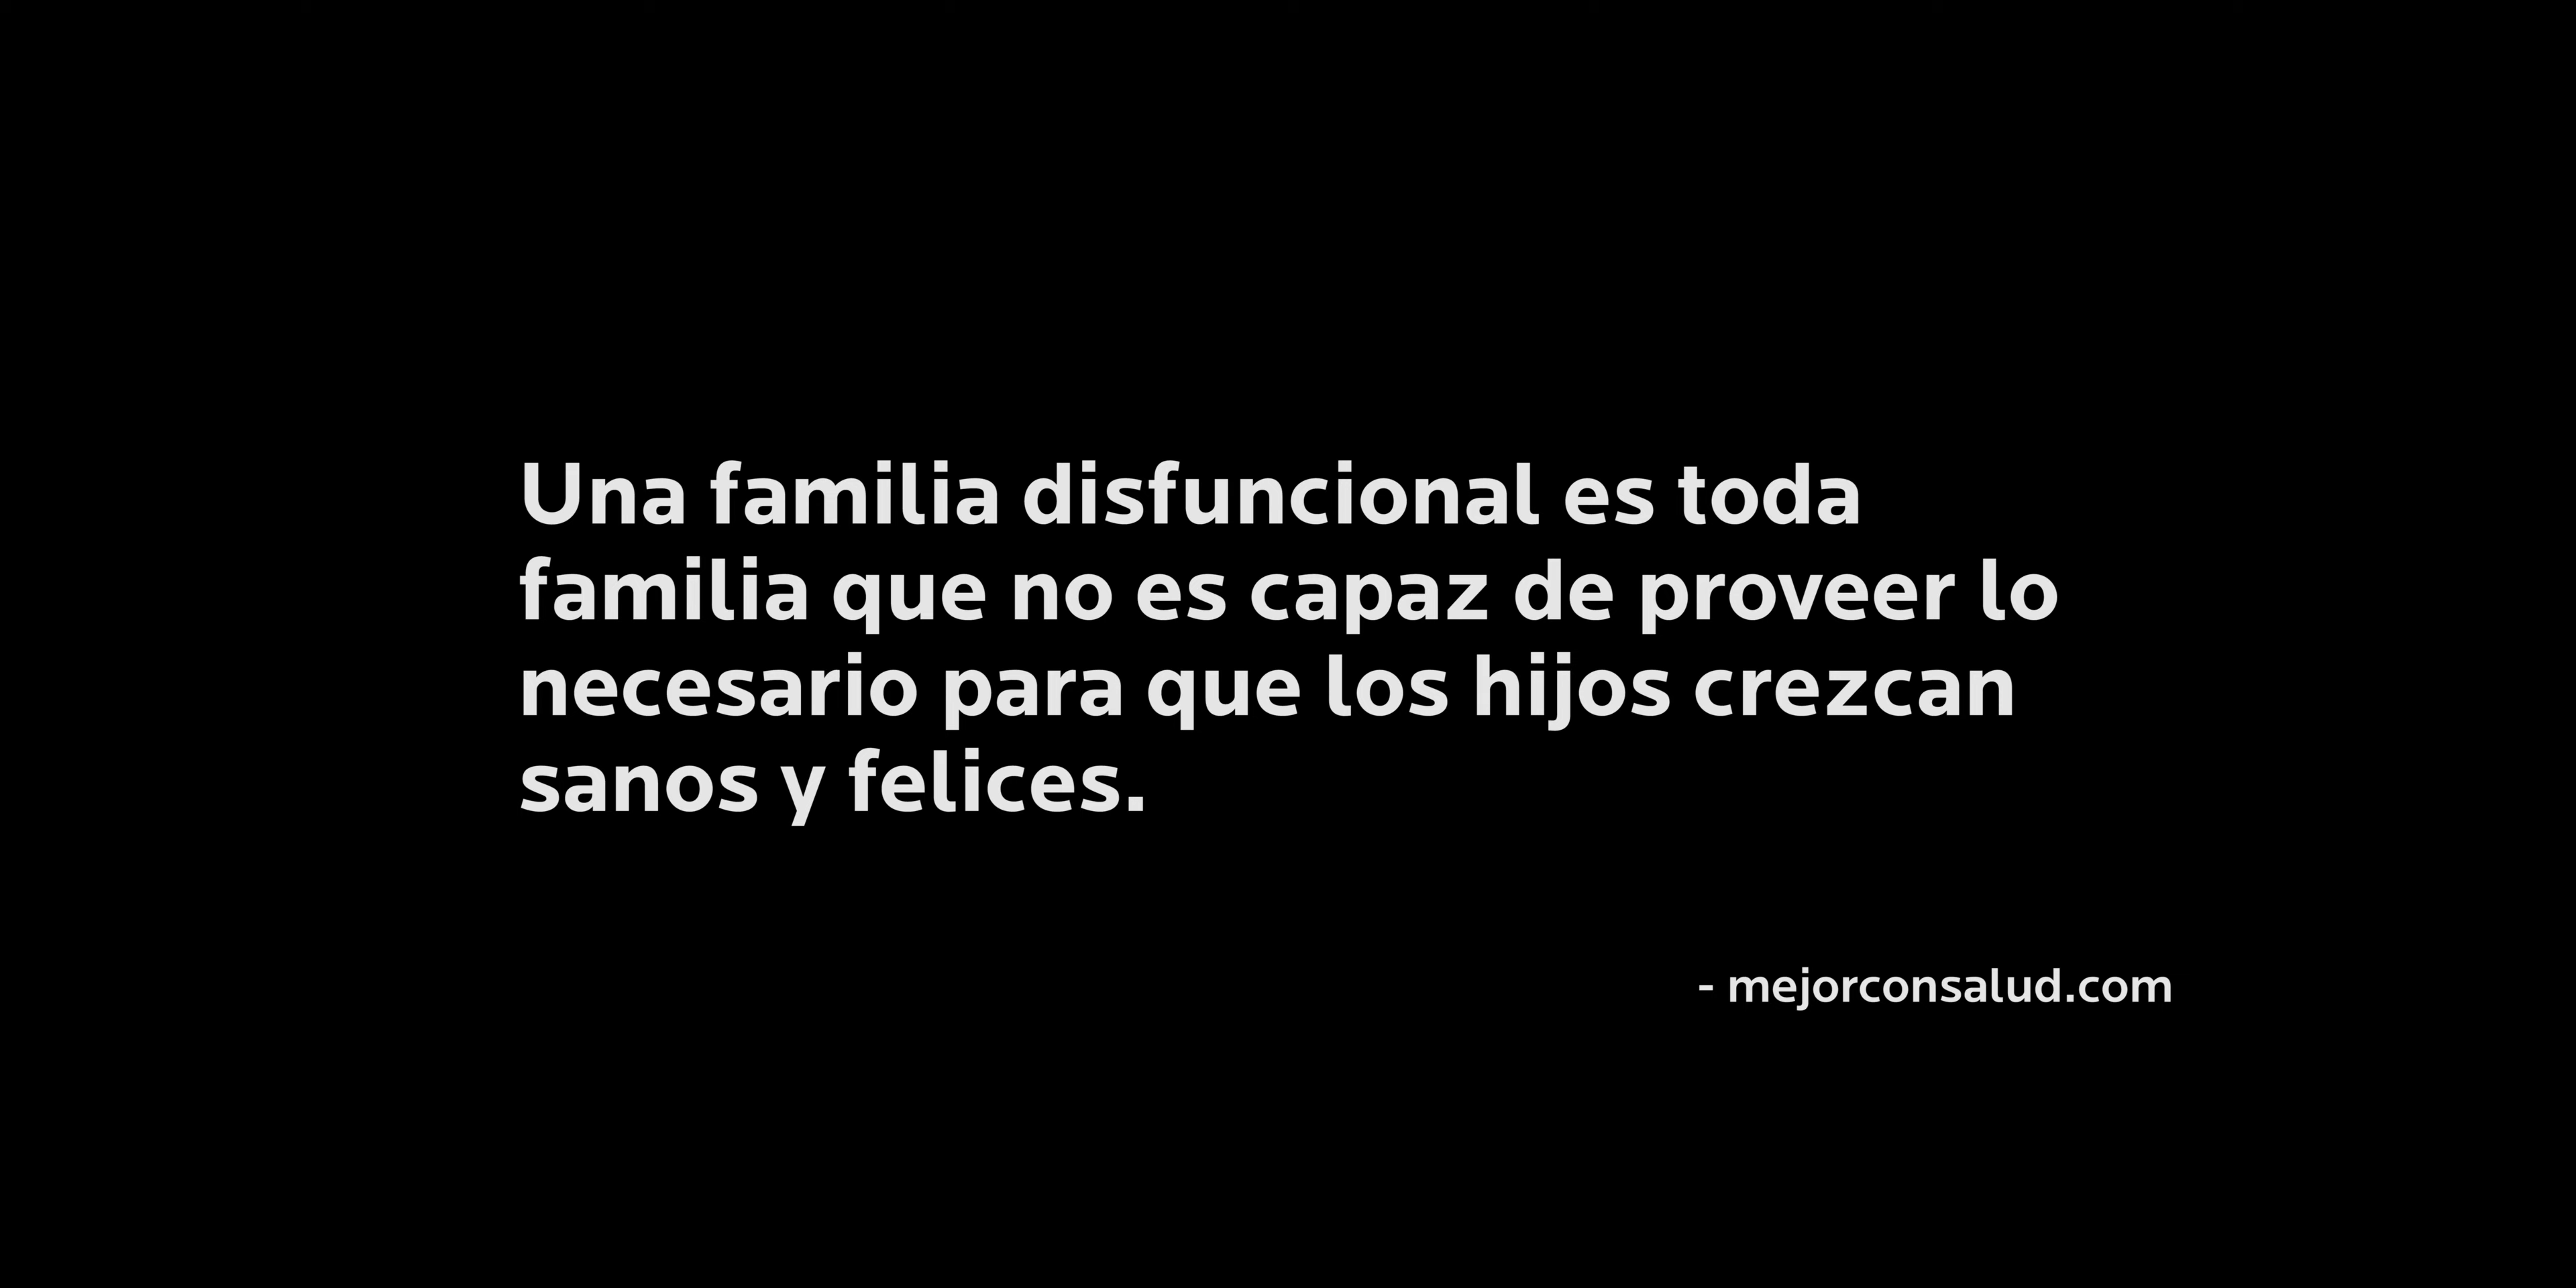 Una familia disfuncional es toda
familia que no es capaz de proveer lo
necesario para que los hijos crezcan
sanos y felices.
- mejorconsalud.com